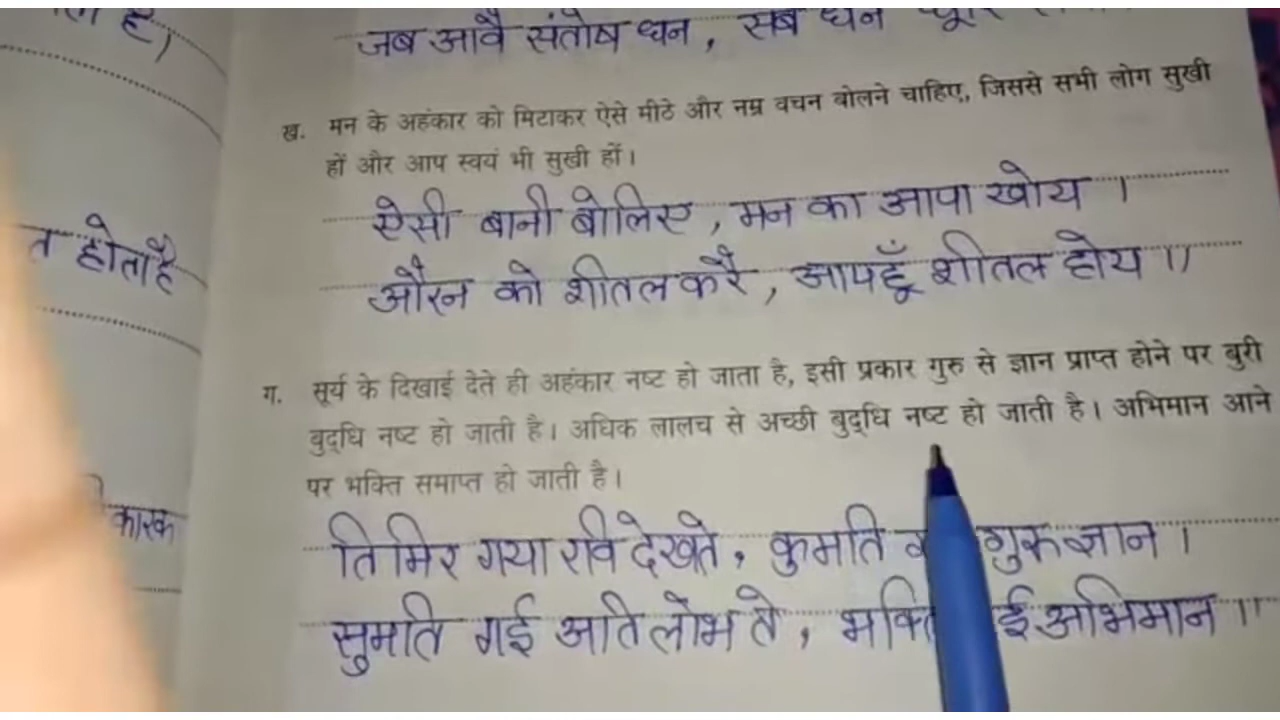 जब आवै संतोष धन, सब धन
ख. मन के अहंकार को मिटाकर ऐसे मीठे और नम्र वचन बोलने चाहिए, जिससे सभी लोग सुखी
हों और आप स्वयं भी सुखी हों।
ऐसी बानी बोलिए, मन का आपा खोय ।
औरन को शीतल करै, आपहूँ शीतल होय ।।
त होता है
ग. सूर्य के दिखाई देते ही अहंकार नष्ट हो जाता है, इसी प्रकार गुरु से ज्ञान प्राप्त होने पर बुरी
बुद्धि नष्ट हो जाती है। अधिक लालच से अच्छी बुद्धि नष्ट हो जाती है। अभिमान आने
पर भक्ति समाप्त हो जाती है।
कारक
तिमिर गया रवि देखते, कुमति गुरु ज्ञान ।
सुमति गई अति लोभ ते, अभिमान ।।